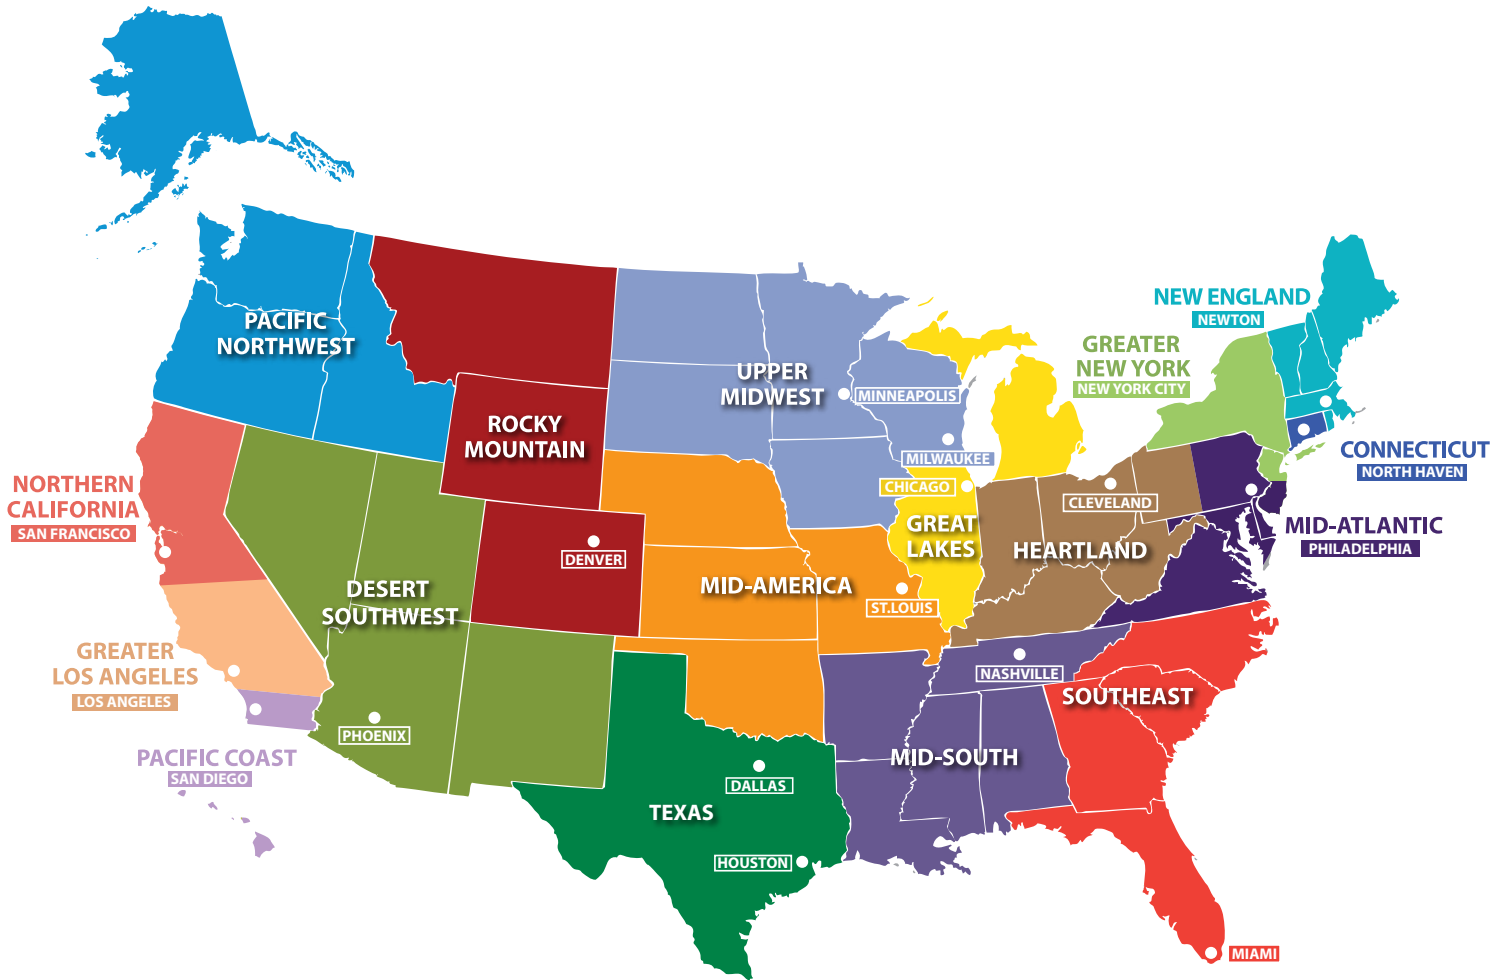 PACIFIC
NORTHWEST
ROCKY
MOUNTAIN
UPPER
MIDWEST
MINNEAPOLIS
MILWAUKEE
NEW ENGLAND
NEWTON
GREATER
NEW YORK
NEW YORK CITY
CONNECTICUT
NORTH HAVEN
NORTHERN
CALIFORNIA
SAN FRANCISCO
CHICAGO
GREAT
LAKES
CLEVELAND
HEARTLAND
MID-ATLANTIC
PHILADELPHIA
DENVER
DESERT
SOUTHWEST
MID-AMERICA
ST.LOUIS
GREATER
LOS ANGELES
LOS ANGELES
NASHVILLE
SOUTHEAST
PHOENIX
PACIFIC COAST
SAN DIEGO
MID-SOUTH
DALLAS
TEXAS
HOUSTON
MIAMI